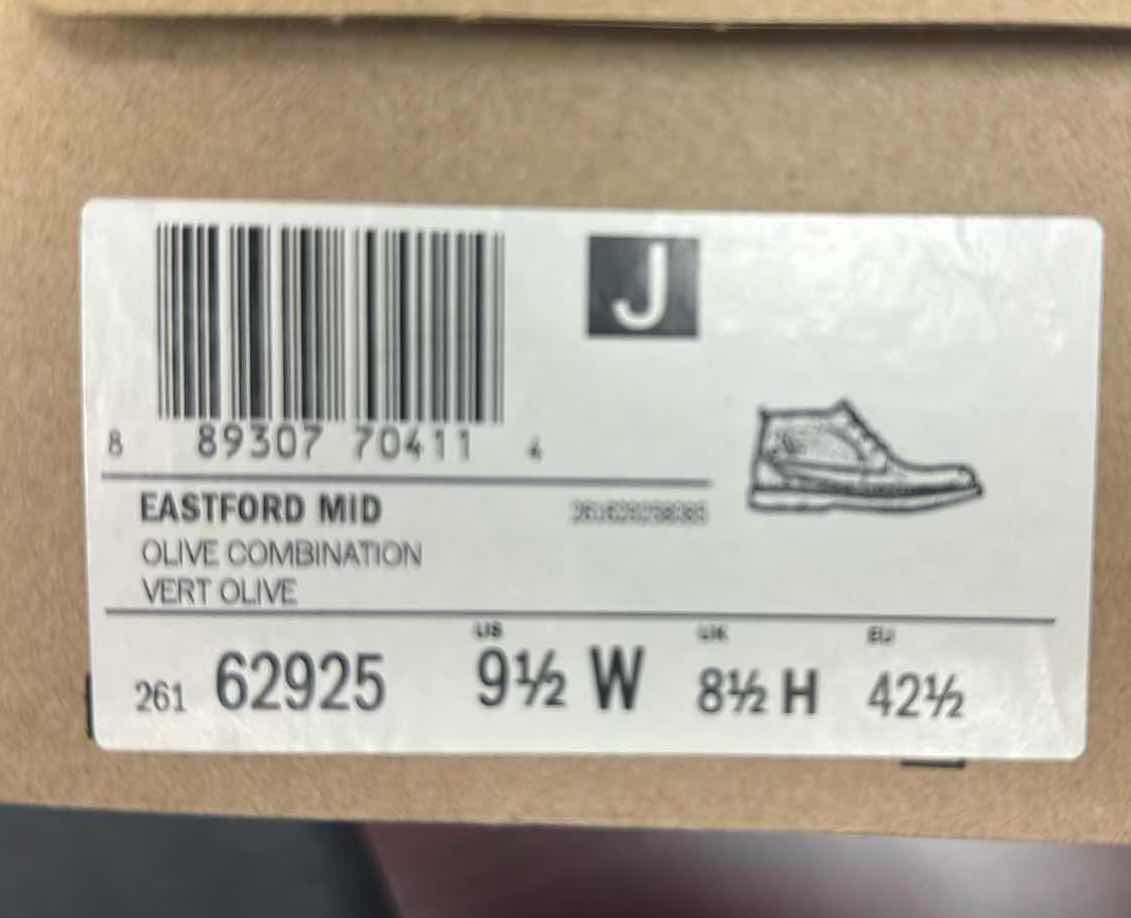 J
8 89307 70411 4
EASTFORD MID
OLIVE COMBINATION
VERT OLIVE
US UK EU
261 62925 9½ W 8½ H 42½